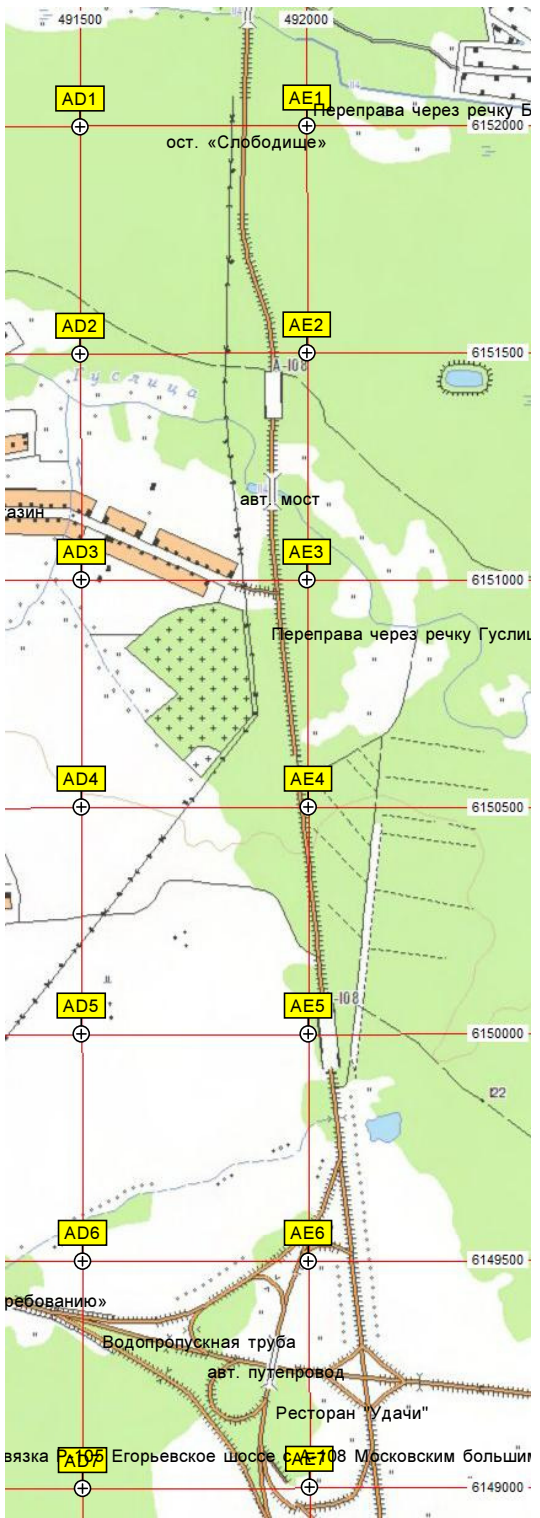 491500
492000
AD1
AE1
Переправа через речку Б
6152000
ост. «Слободище»
AD2
AE2
6151500
А-108
Гуслица
авт. мост
азин
AD3
AE3
6151000
Переправа через речку Гуслиц
AD4
AE4
6150500
-108
AD5
AE5
6150000
122
AD6
AE6
6149500
ребованию»
Водопропускная труба
авт. путепровод
Ресторан "Удачи"
вязка Р-105 Егорьевское шоссе с А-108 Московским большим
AD7
AE7
6149000